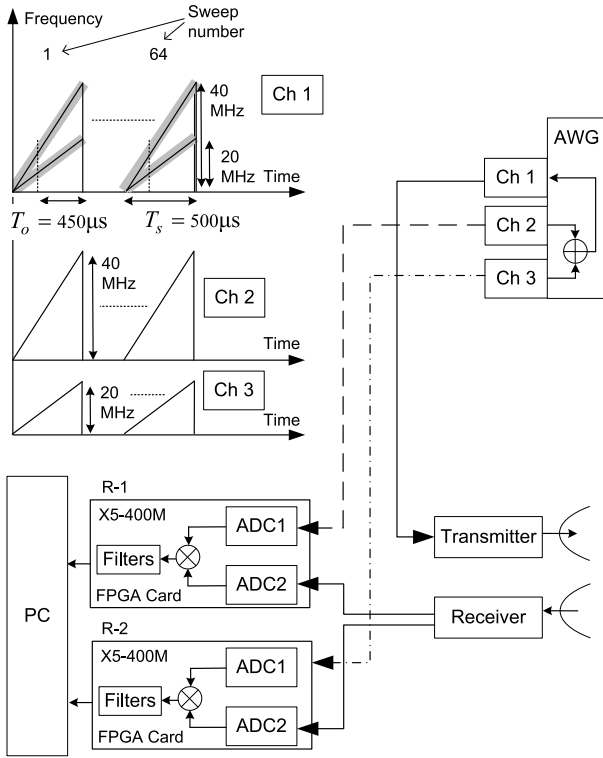 Frequency
Sweep
number
1
64
40
MHz
Ch 1
20
MHz
Time
T_o = 450μs
T_s = 500μs
40
MHz
Ch 2
Time
20
MHz
Ch 3
Time
AWG
Ch 1
Ch 2
Ch 3
R-1
X5-400M
ADC1
Filters
ADC2
FPGA Card
PC
R-2
X5-400M
ADC1
Filters
ADC2
FPGA Card
Transmitter
Receiver